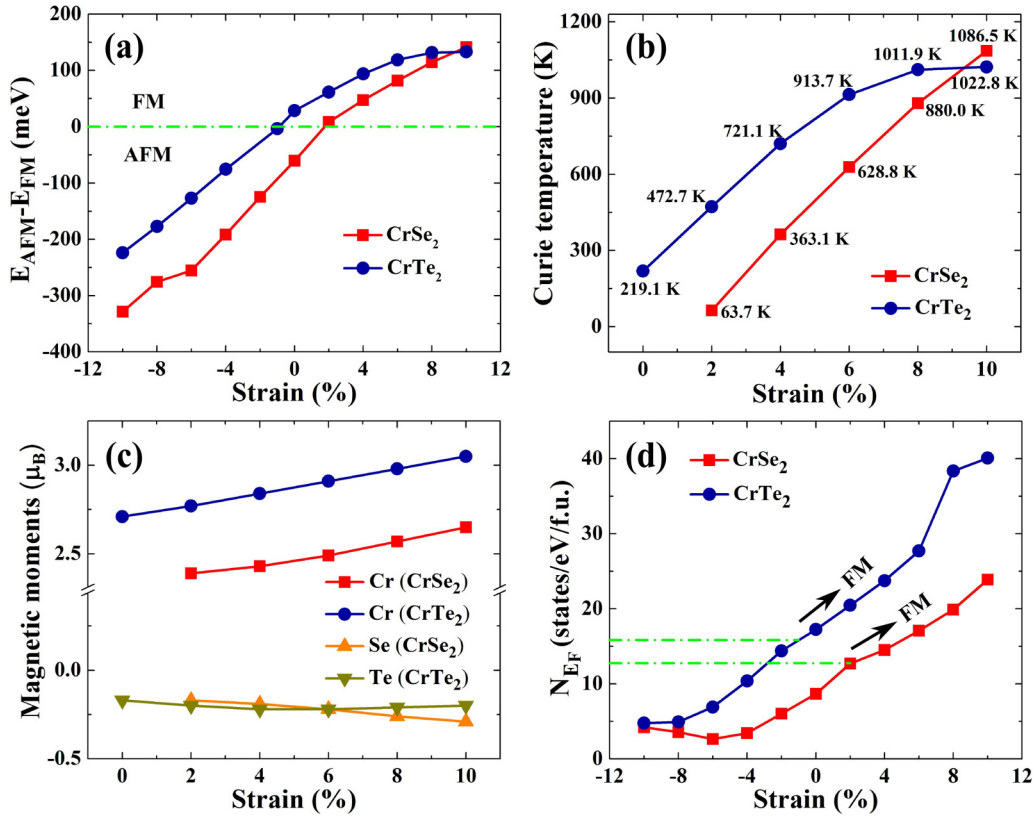 (a)
E_AFM-E_FM (meV)
100
0
-100
-200
-300
-400
FM
AFM
CrSe₂
CrTe₂
-12 -8 -4 0 4 8 12
Strain (%)
(b)
Curie temperature (K)
1200
900
600
300
0
1086.5 K
1011.9 K
1022.8 K
913.7 K
880.0 K
721.1 K
628.8 K
472.7 K
363.1 K
219.1 K
63.7 K
CrSe₂
CrTe₂
0 2 4 6 8 10
Strain (%)
(c)
Magnetic moments (μ_B)
3.0
2.5
0.0
-0.5
Cr (CrSe₂)
Cr (CrTe₂)
Se (CrSe₂)
Te (CrTe₂)
0 2 4 6 8 10
Strain (%)
(d)
N_EF (states/eV/f.u.)
40
30
20
10
0
CrSe₂
CrTe₂
FM
FM
-12 -8 -4 0 4 8 12
Strain (%)